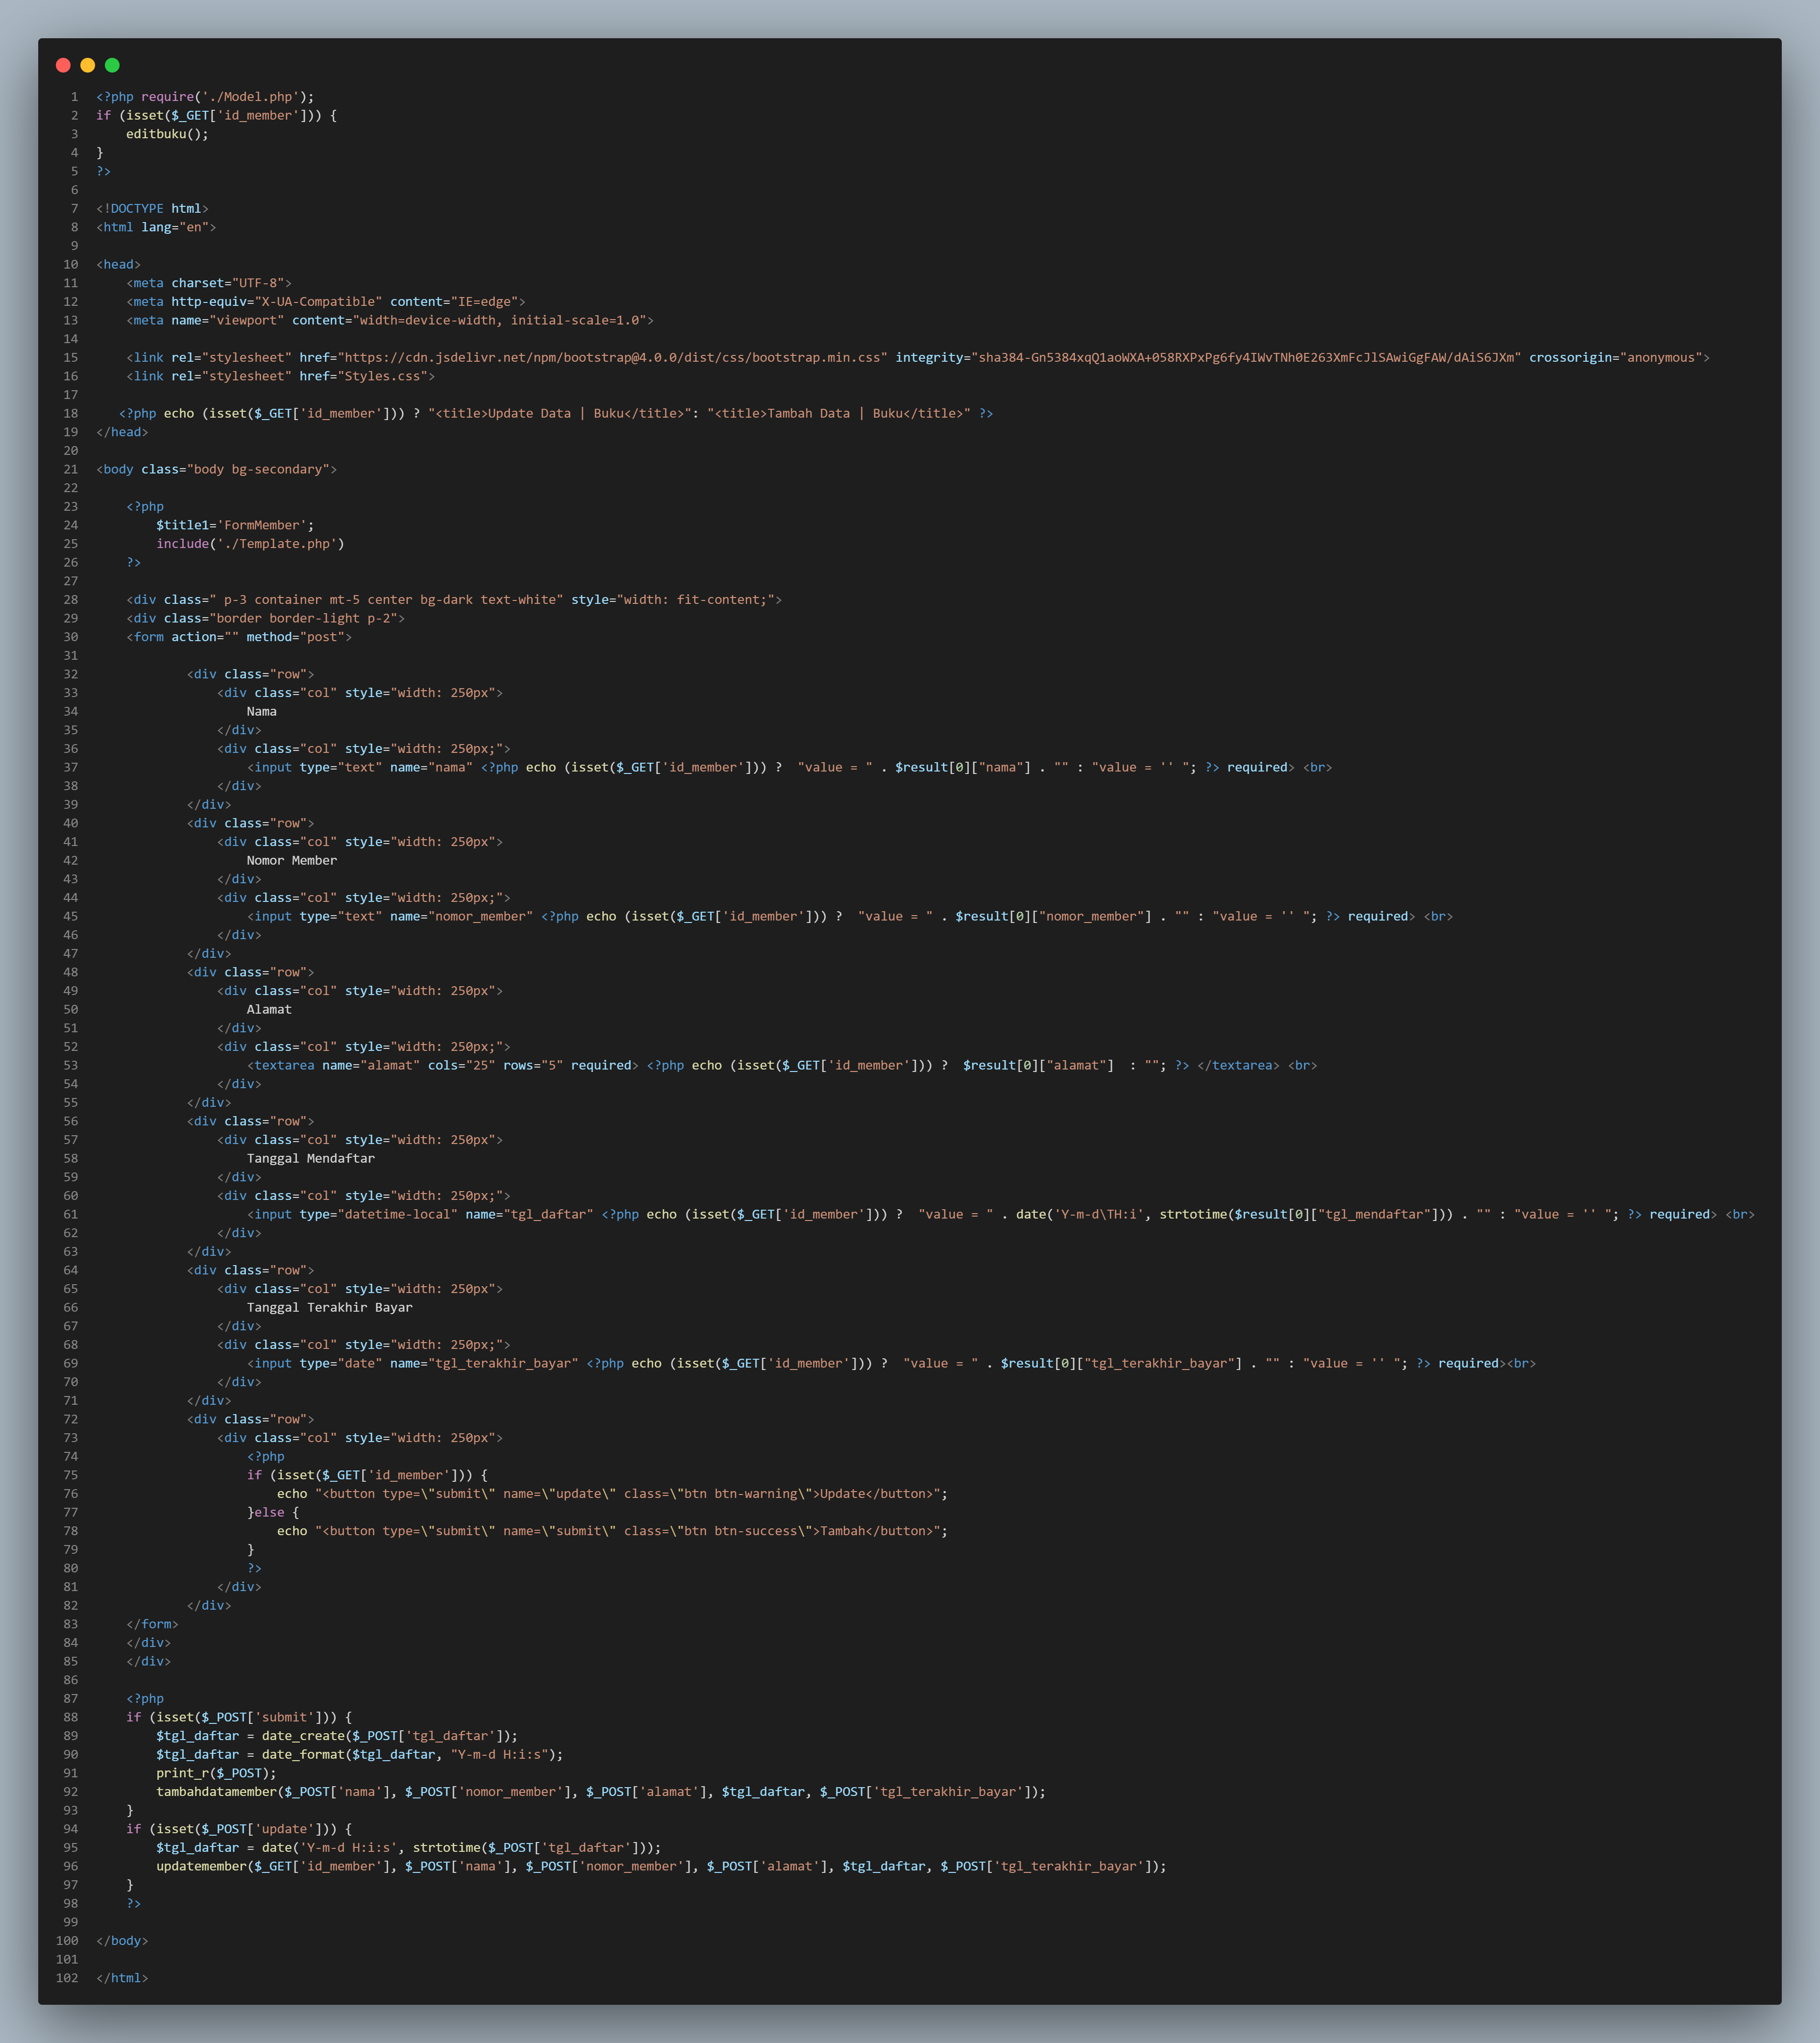 1 <?php require('./Model.php');
2 if (isset($_GET['id_member'])) {
3     editbuku();
4 }
5 ?>
6
7 <!DOCTYPE html>
8 <html lang="en">
9
10 <head>
11     <meta charset="UTF-8">
12     <meta http-equiv="X-UA-Compatible" content="IE=edge">
13     <meta name="viewport" content="width=device-width, initial-scale=1.0">
14
15     <link rel="stylesheet" href="https://cdn.jsdelivr.net/npm/bootstrap@4.0.0/dist/css/bootstrap.min.css" integrity="sha384-Gn5384xqQ1aoWXA+058RXPxPg6fy4IWvTNh0E263XmFcJlSAwiGgFAW/dAiS6JXm" crossorigin="anonymous">
16     <link rel="stylesheet" href="Styles.css">
17
18    <?php echo (isset($_GET['id_member'])) ? "<title>Update Data | Buku</title>": "<title>Tambah Data | Buku</title>" ?>
19 </head>
20
21 <body class="body bg-secondary">
22
23     <?php
24         $title1='FormMember';
25         include('./Template.php')
26     ?>
27
28     <div class=" p-3 container mt-5 center bg-dark text-white" style="width: fit-content;">
29     <div class="border border-light p-2">
30     <form action="" method="post">
31
32             <div class="row">
33                 <div class="col" style="width: 250px">
34                     Nama
35                 </div>
36                 <div class="col" style="width: 250px;">
37                     <input type="text" name="nama" <?php echo (isset($_GET['id_member'])) ?  "value = " . $result[0]["nama"] . "" : "value = '' "; ?> required> <br>
38                 </div>
39             </div>
40             <div class="row">
41                 <div class="col" style="width: 250px">
42                     Nomor Member
43                 </div>
44                 <div class="col" style="width: 250px;">
45                     <input type="text" name="nomor_member" <?php echo (isset($_GET['id_member'])) ?  "value = " . $result[0]["nomor_member"] . "" : "value = '' "; ?> required> <br>
46                 </div>
47             </div>
48             <div class="row">
49                 <div class="col" style="width: 250px">
50                     Alamat
51                 </div>
52                 <div class="col" style="width: 250px;">
53                     <textarea name="alamat" cols="25" rows="5" required> <?php echo (isset($_GET['id_member'])) ?  $result[0]["alamat"]  : ""; ?> </textarea> <br>
54                 </div>
55             </div>
56             <div class="row">
57                 <div class="col" style="width: 250px">
58                     Tanggal Mendaftar
59                 </div>
60                 <div class="col" style="width: 250px;">
61                     <input type="datetime-local" name="tgl_daftar" <?php echo (isset($_GET['id_member'])) ?  "value = " . date('Y-m-d\TH:i', strtotime($result[0]["tgl_mendaftar"])) . "" : "value = '' "; ?> required> <br>
62                 </div>
63             </div>
64             <div class="row">
65                 <div class="col" style="width: 250px">
66                     Tanggal Terakhir Bayar
67                 </div>
68                 <div class="col" style="width: 250px;">
69                     <input type="date" name="tgl_terakhir_bayar" <?php echo (isset($_GET['id_member'])) ?  "value = " . $result[0]["tgl_terakhir_bayar"] . "" : "value = '' "; ?> required><br>
70                 </div>
71             </div>
72             <div class="row">
73                 <div class="col" style="width: 250px">
74                     <?php
75                     if (isset($_GET['id_member'])) {
76                         echo "<button type=\"submit\" name=\"update\" class=\"btn btn-warning\">Update</button>";
77                     }else {
78                         echo "<button type=\"submit\" name=\"submit\" class=\"btn btn-success\">Tambah</button>";
79                     }
80                     ?>
81                 </div>
82             </div>
83     </form>
84     </div>
85     </div>
86
87     <?php
88     if (isset($_POST['submit'])) {
89         $tgl_daftar = date_create($_POST['tgl_daftar']);
90         $tgl_daftar = date_format($tgl_daftar, "Y-m-d H:i:s");
91         print_r($_POST);
92         tambahdatamember($_POST['nama'], $_POST['nomor_member'], $_POST['alamat'], $tgl_daftar, $_POST['tgl_terakhir_bayar']);
93     }
94     if (isset($_POST['update'])) {
95         $tgl_daftar = date('Y-m-d H:i:s', strtotime($_POST['tgl_daftar']));
96         updatemember($_GET['id_member'], $_POST['nama'], $_POST['nomor_member'], $_POST['alamat'], $tgl_daftar, $_POST['tgl_terakhir_bayar']);
97     }
98     ?>
99
100 </body>
101
102 </html>